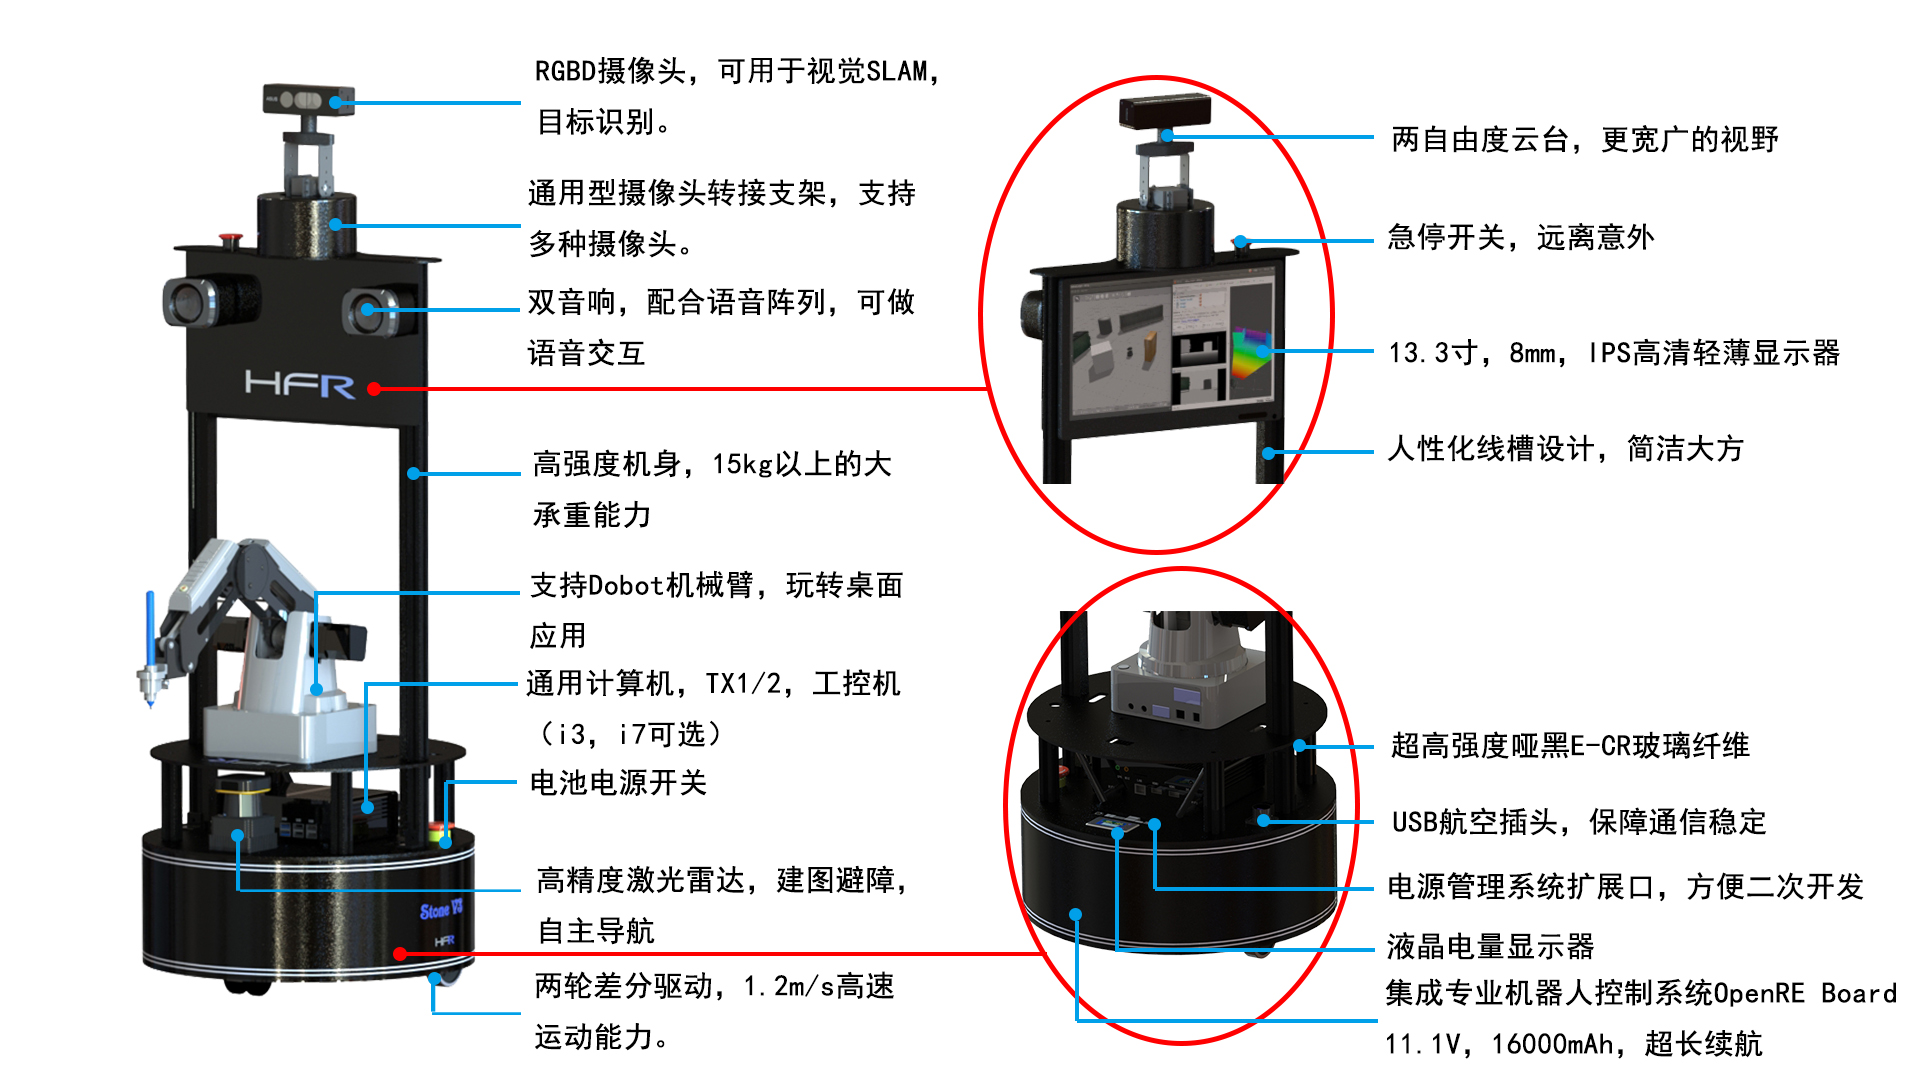 RGBD摄像头，可用于视觉SLAM，
目标识别。
通用型摄像头转接支架，支持
多种摄像头。
双音响，配合语音阵列，可做
语音交互
HFR
高强度机身，15kg以上的大
承重能力
支持Dobot机械臂，玩转桌面
应用
通用计算机，TX1/2，工控机
（i3，i7可选）
电池电源开关
高精度激光雷达，建图避障，
自主导航
Stone V3
HFR
两轮差分驱动，1.2m/s高速
运动能力。
两自由度云台，更宽广的视野
急停开关，远离意外
13.3寸，8mm，IPS高清轻薄显示器
人性化线槽设计，简洁大方
超高强度哑黑E-CR玻璃纤维
USB航空插头，保障通信稳定
电源管理系统扩展口，方便二次开发
液晶电量显示器
集成专业机器人控制系统OpenRE Board
11.1V，16000mAh，超长续航